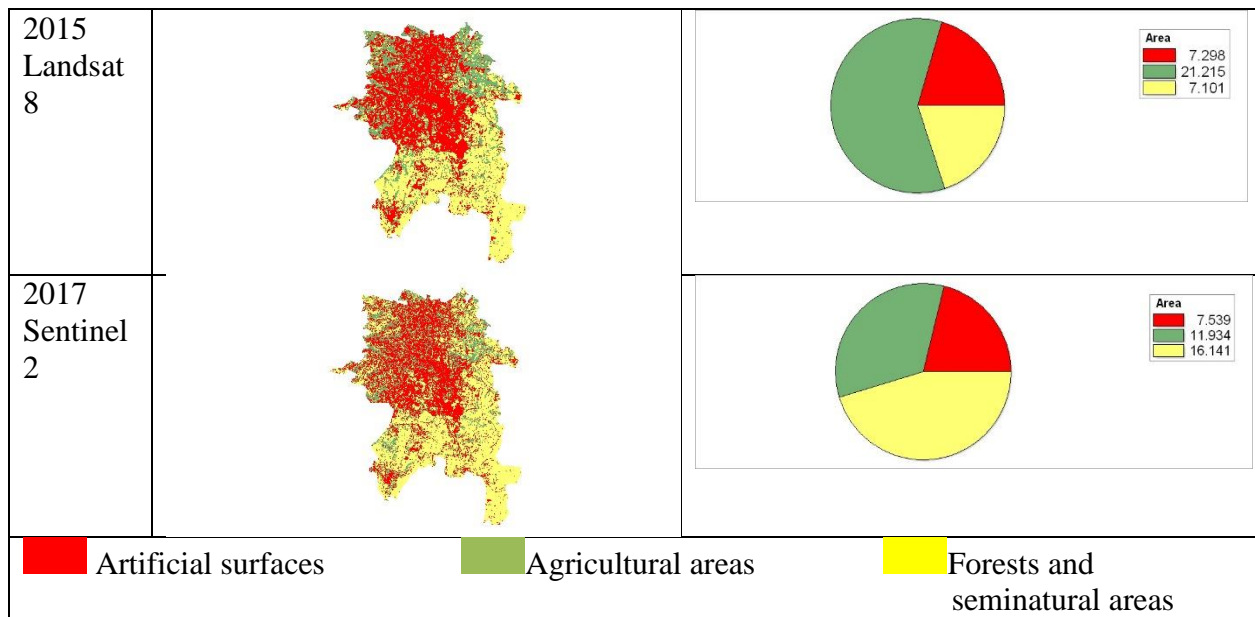 2015
Landsat
8
Area
7.298
21.215
7.101
2017
Sentinel
2
Area
7.539
11.934
16.141
Artificial surfaces
Agricultural areas
Forests and
seminatural areas